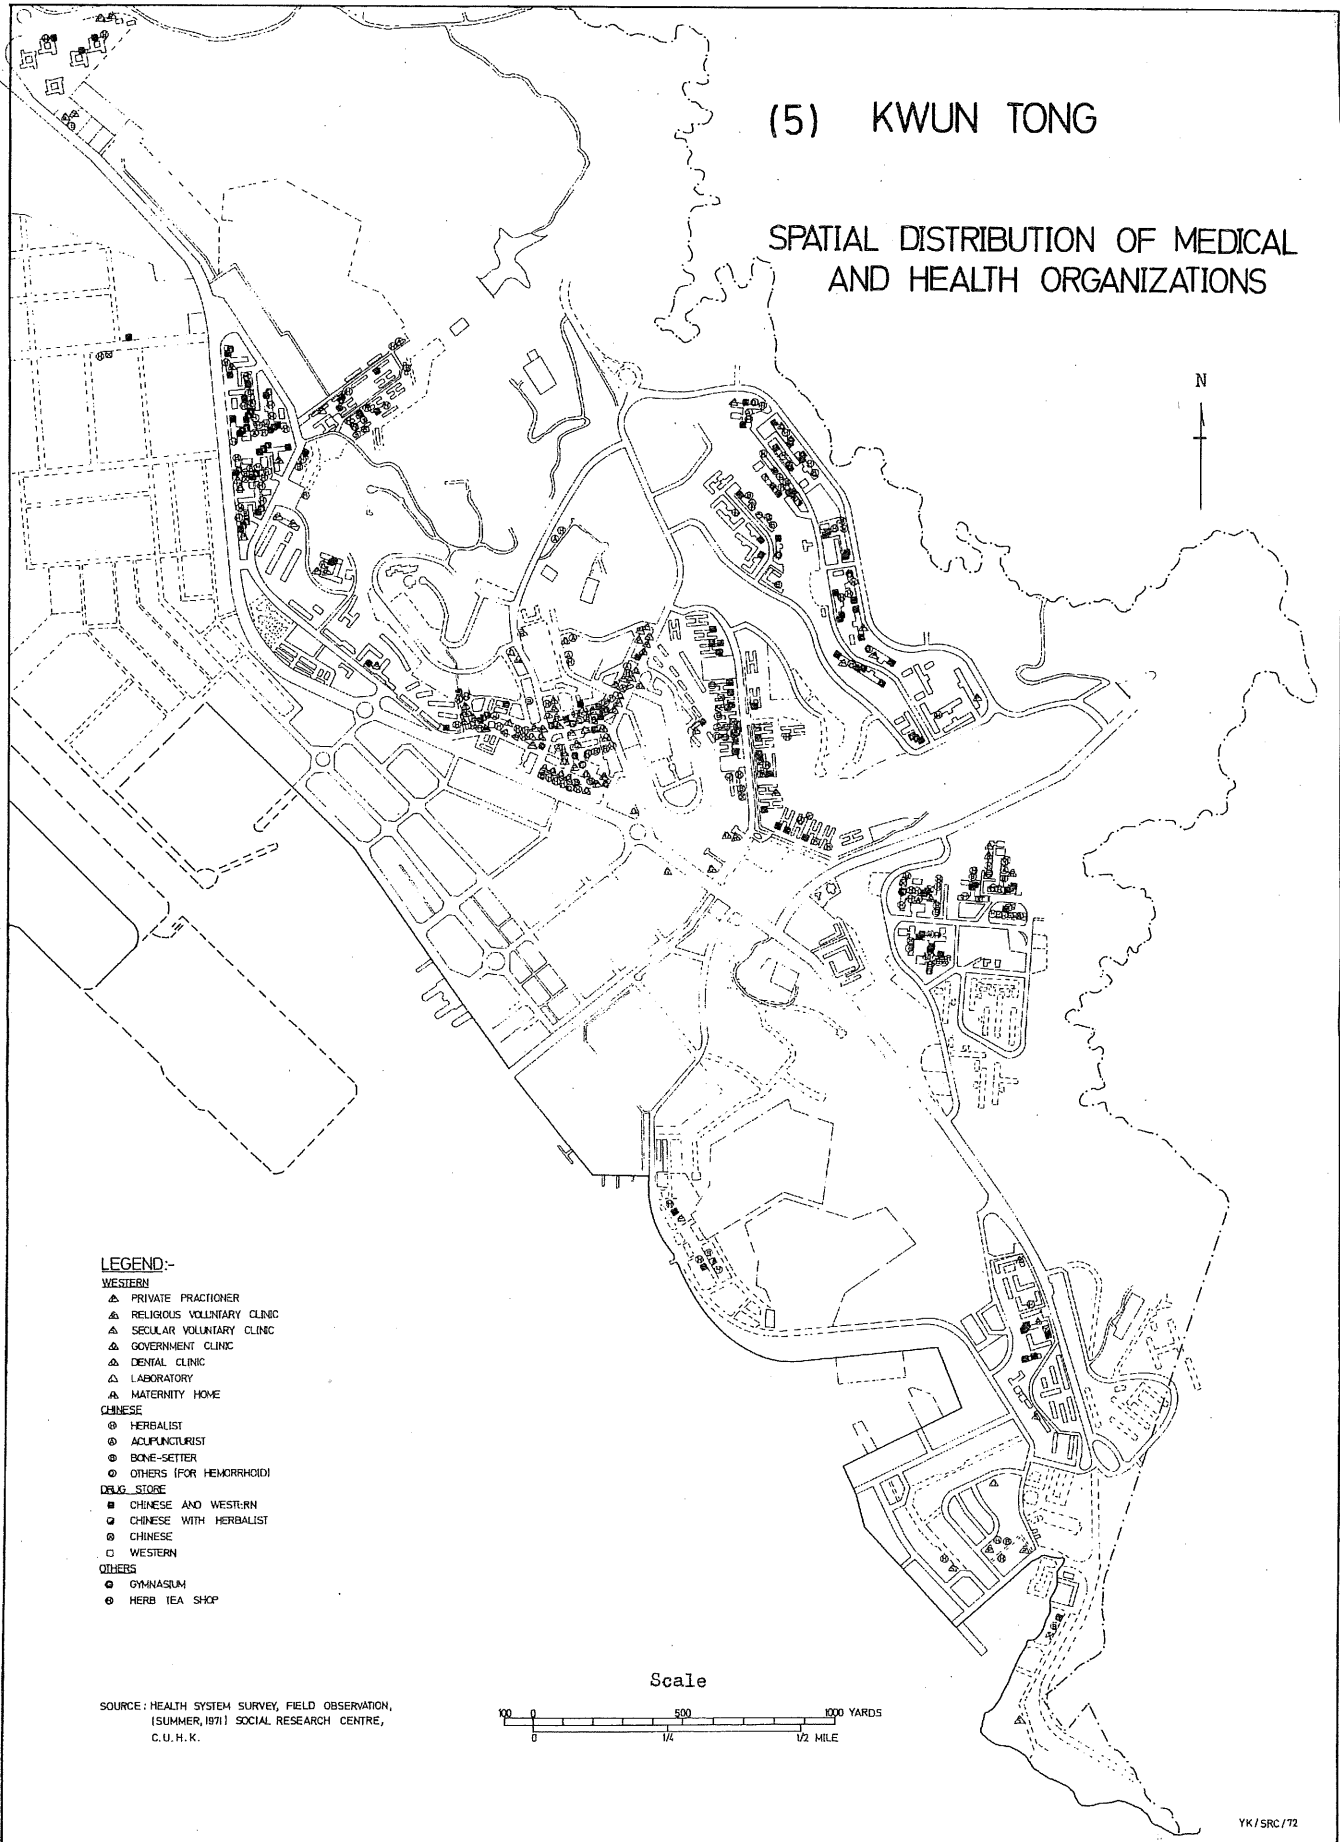 (5) KWUN TONG
SPATIAL DISTRIBUTION OF MEDICAL
AND HEALTH ORGANIZATIONS
N
LEGEND:-
WESTERN
PRIVATE PRACTIONER
RELIGIOUS VOLUNTARY CLINIC
SECULAR VOLUNTARY CLINIC
GOVERNMENT CLINIC
DENTAL CLINIC
LABORATORY
MATERNITY HOME
CHINESE
HERBALIST
ACUPUNCTURIST
BONE-SETTER
OTHERS (FOR HEMORRHOID)
DRUG STORE
CHINESE AND WESTERN
CHINESE WITH HERBALIST
CHINESE
WESTERN
OTHERS
GYMNASIUM
HERB TEA SHOP
Scale
100 0 500 1000 YARDS
0 1/4 1/2 MILE
SOURCE: HEALTH SYSTEM SURVEY, FIELD OBSERVATION,
(SUMMER, 1971) SOCIAL RESEARCH CENTRE,
C.U.H.K.
YK/SRC/72